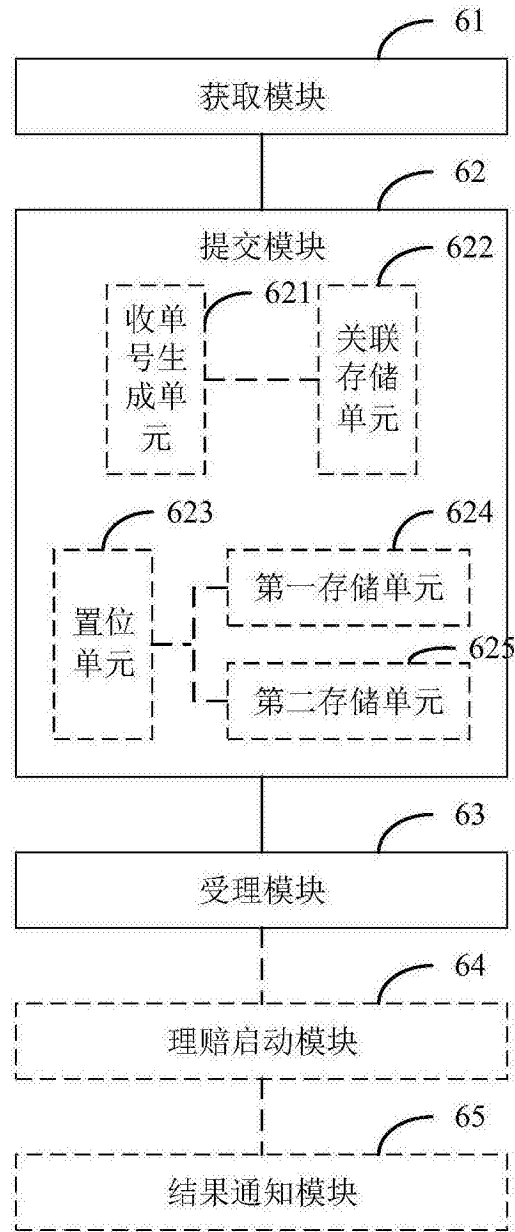 61
获取模块
62
提交模块
622
621
收单
号生
成单
元
关联
存储
单元
623
624
置位
单元
第一存储单元
625
第二存储单元
63
受理模块
64
理赔启动模块
65
结果通知模块